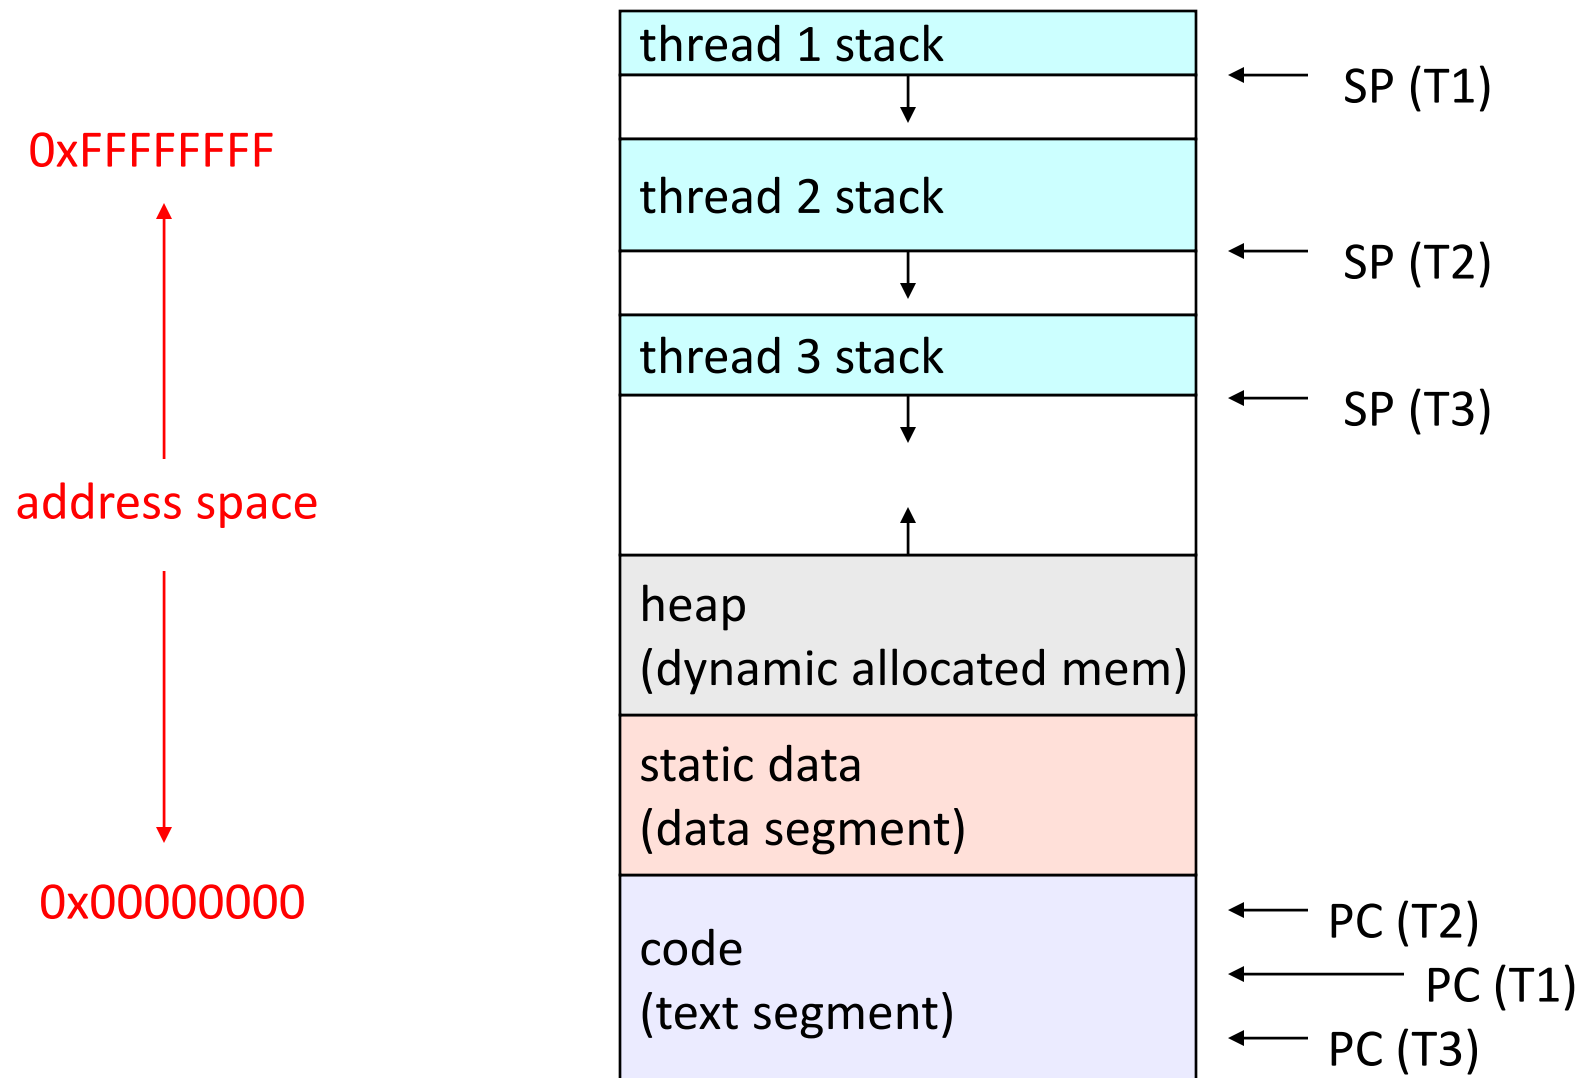 thread 1 stack
SP (T1)
0xFFFFFFFF
thread 2 stack
SP (T2)
thread 3 stack
SP (T3)
address space
heap
(dynamic allocated mem)
static data
(data segment)
0x00000000
PC (T2)
code
PC (T1)
(text segment)
PC (T3)